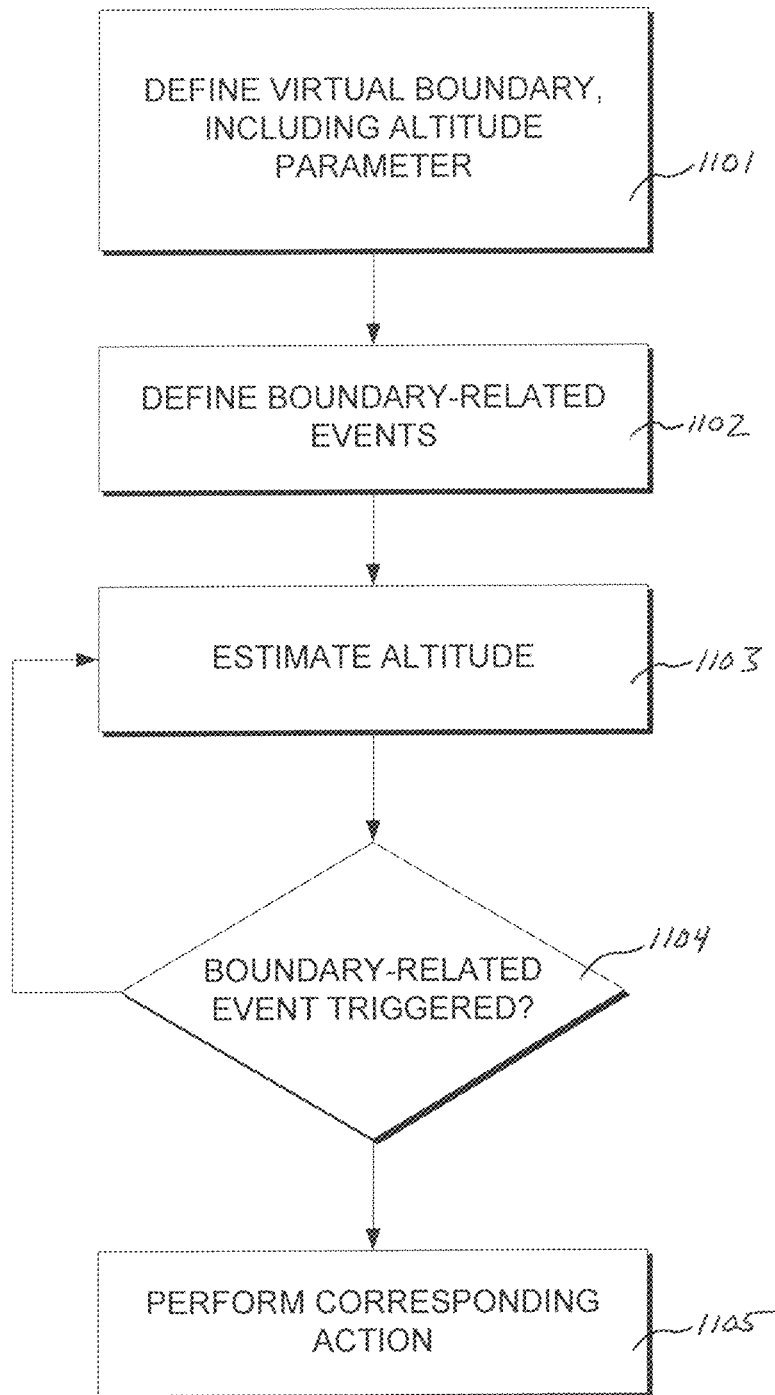 DEFINE VIRTUAL BOUNDARY,
INCLUDING ALTITUDE
PARAMETER
1101
DEFINE BOUNDARY-RELATED
EVENTS
1102
ESTIMATE ALTITUDE
1103
BOUNDARY-RELATED
EVENT TRIGGERED?
1104
PERFORM CORRESPONDING
ACTION
1105